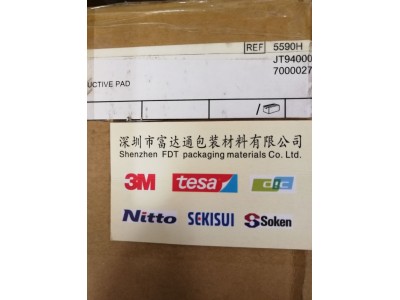 REF 5590H
JT94000
7000027
UCTIVE PAD
深圳市富达通包装材料有限公司
Shenzhen FDT packaging materials Co. Ltd.
3M tesa dic
Nitto SEKISUI Soken